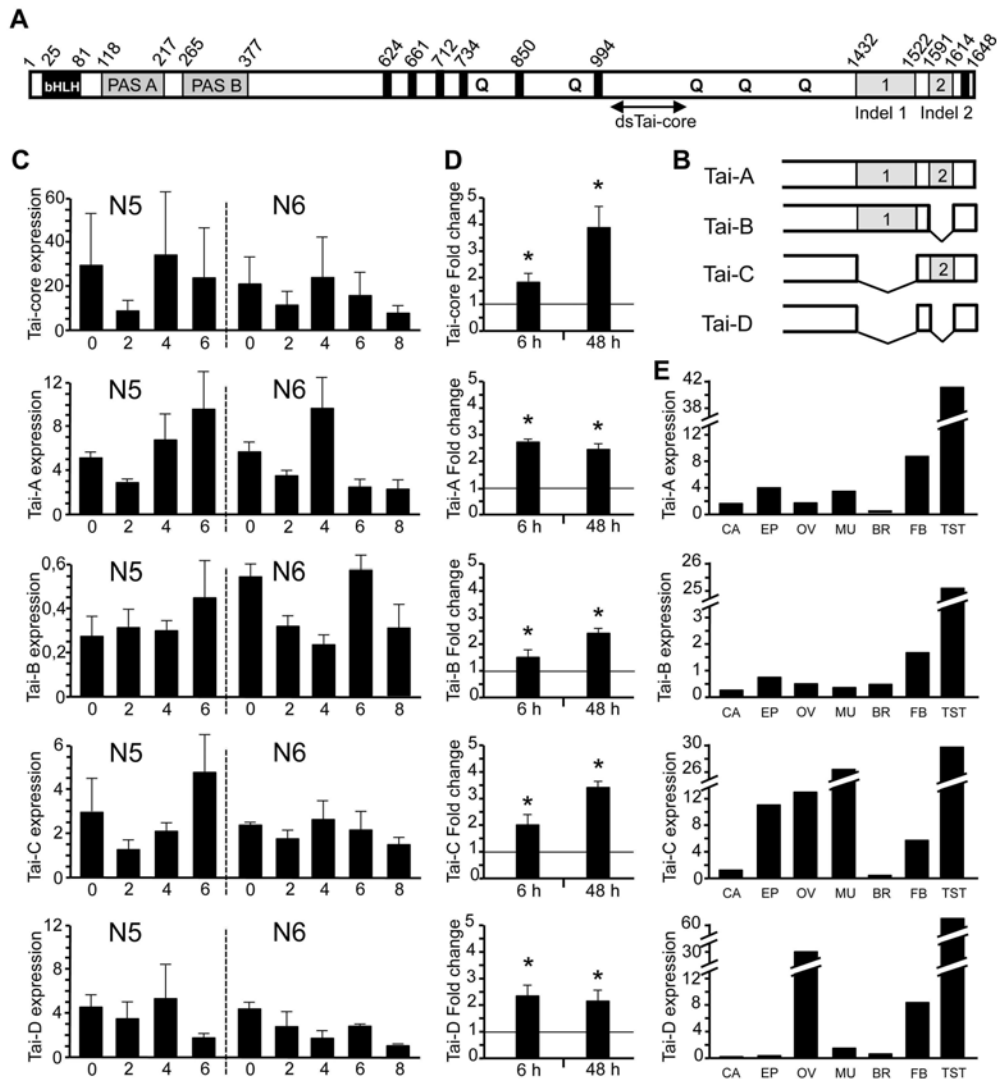 A
1 25 81 118 217 265 377 624 661 712 734 850 994 1432 1522 1591 1614 1648
bHLH PAS A PAS B Q Q Q Q Q 1 2
dsTai-core Indel 1 Indel 2
C
Tai-core expression
60
40
20
0
N5 N6
0 2 4 6 0 2 4 6 8
Tai-A expression
12
8
4
0
N5 N6
0 2 4 6 0 2 4 6 8
Tai-B expression
0,6
0,4
0,2
0
N5 N6
0 2 4 6 0 2 4 6 8
Tai-C expression
6
4
2
0
N5 N6
0 2 4 6 0 2 4 6 8
Tai-D expression
12
8
4
0
N5 N6
0 2 4 6 0 2 4 6 8
D
Tai-core Fold change
5
4
3
2
1
0
* *
6 h 48 h
Tai-A Fold change
5
4
3
2
1
0
* *
6 h 48 h
Tai-B Fold change
5
4
3
2
1
0
* *
6 h 48 h
Tai-C Fold change
5
4
3
2
1
0
* *
6 h 48 h
Tai-D Fold change
5
4
3
2
1
0
* *
6 h 48 h
B
Tai-A 1 2
Tai-B 1
Tai-C 2
Tai-D
E
Tai-A expression
42
38
12
8
4
0
CA EP OV MU BR FB TST
Tai-B expression
26
25
3
2
1
0
CA EP OV MU BR FB TST
Tai-C expression
30
26
12
8
4
0
CA EP OV MU BR FB TST
Tai-D expression
60
30
12
8
4
0
CA EP OV MU BR FB TST